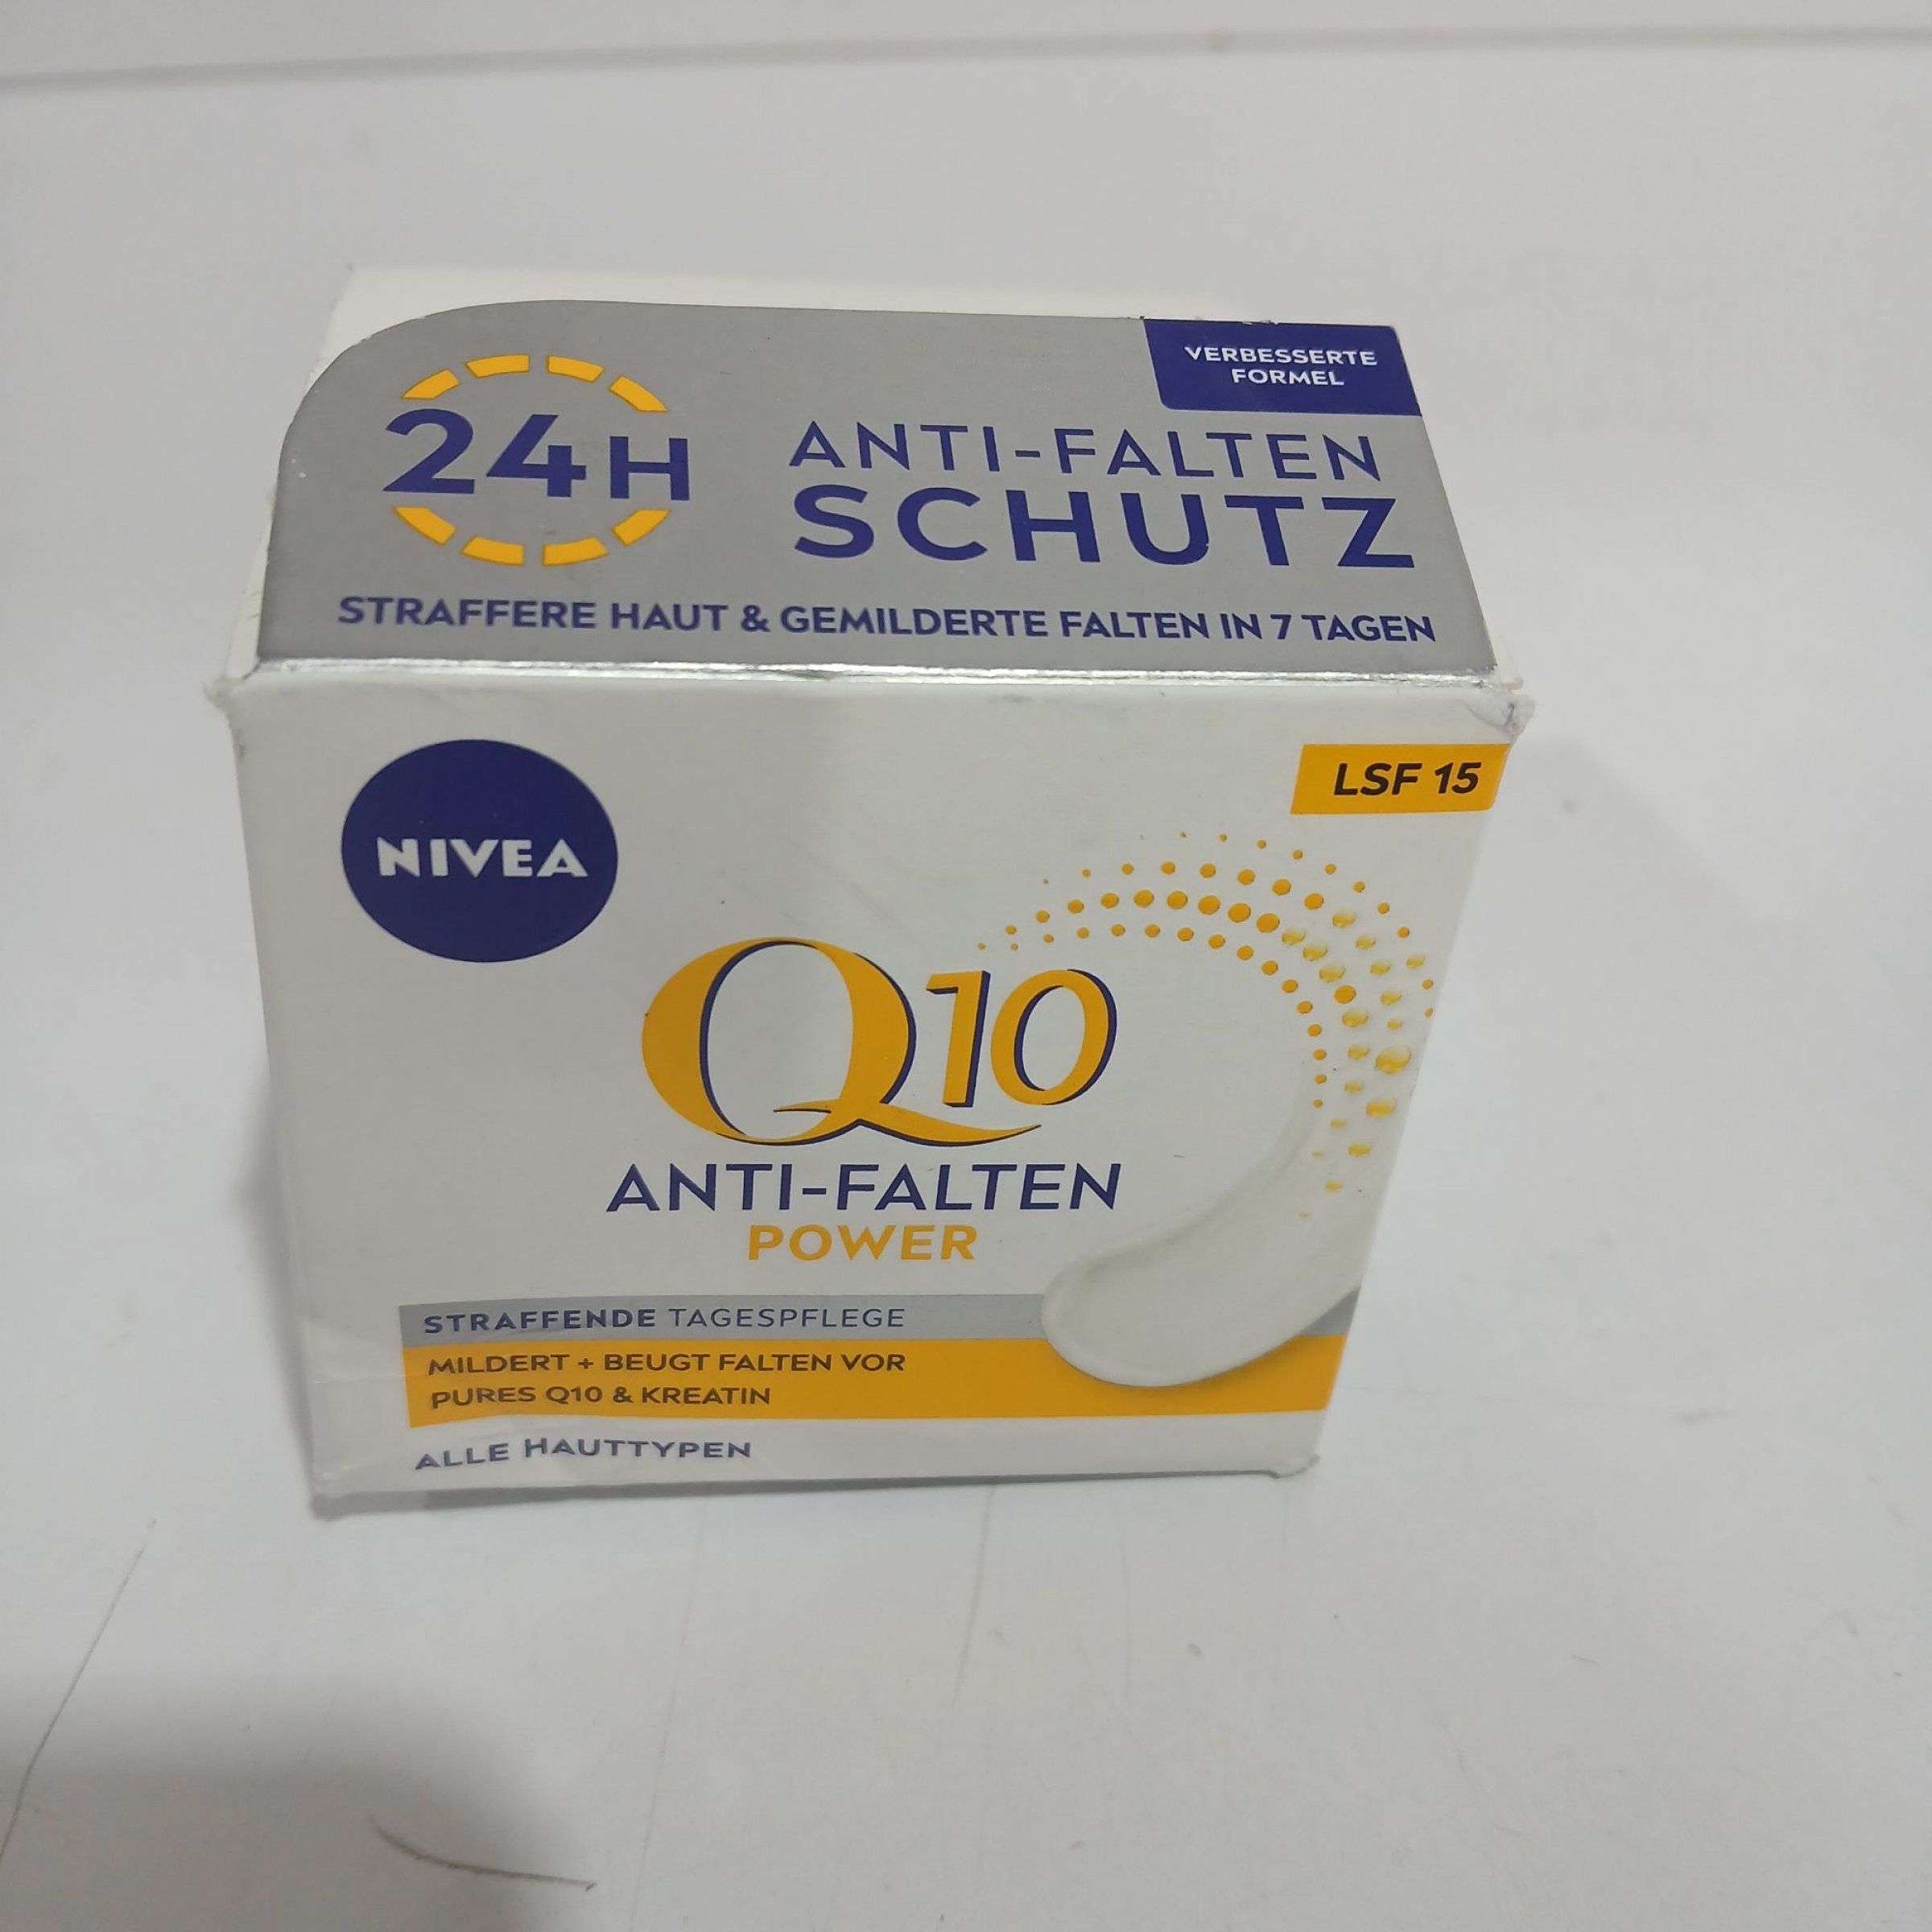 VERBESSERTE
FORMEL
24H
ANTI-FALTEN
SCHUTZ
STRAFFERE HAUT & GEMILDERTE FALTEN IN 7 TAGEN
NIVEA
LSF 15
Q10
ANTI-FALTEN
POWER
STRAFFENDE TAGESPFLEGE
MILDERT + BEUGT FALTEN VOR
PURES Q10 & KREATIN
ALLE HAUTTYPEN